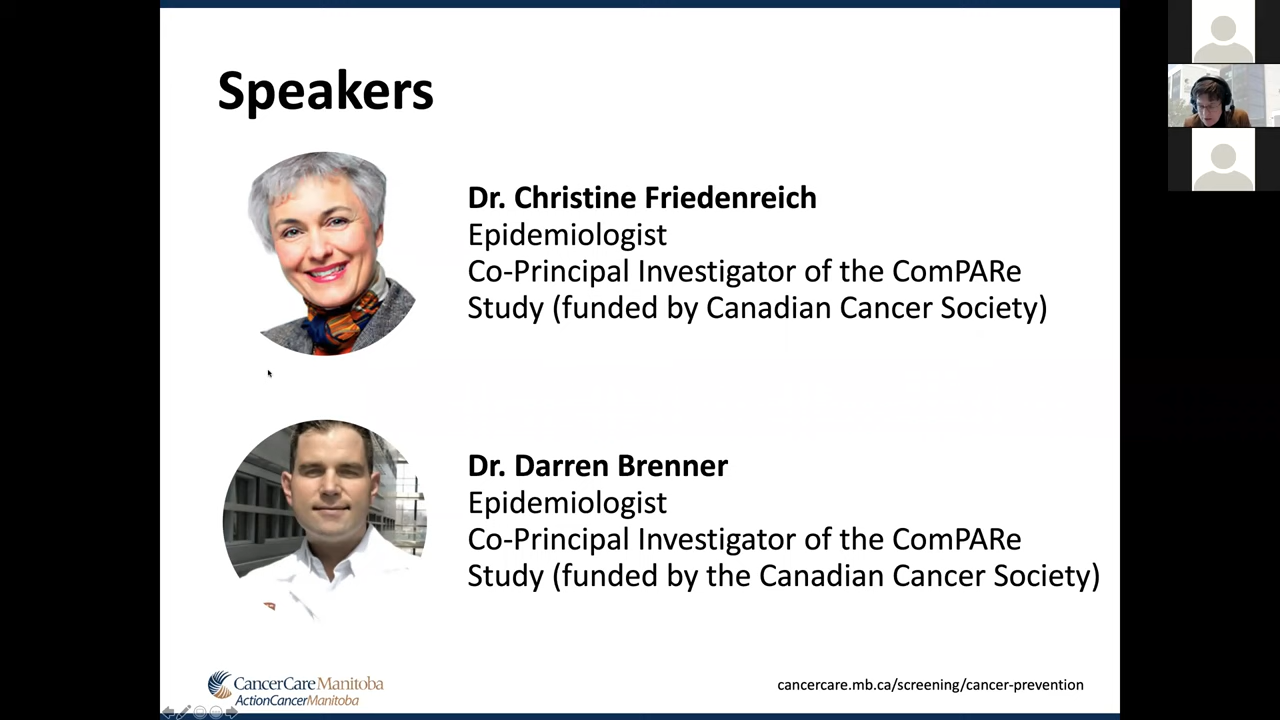 Speakers
Dr. Christine Friedenreich
Epidemiologist
Co-Principal Investigator of the ComPARe
Study (funded by Canadian Cancer Society)
Dr. Darren Brenner
Epidemiologist
Co-Principal Investigator of the ComPARe
Study (funded by the Canadian Cancer Society)
CancerCare Manitoba
ActionCancerManitoba
cancercare.mb.ca/screening/cancer-prevention